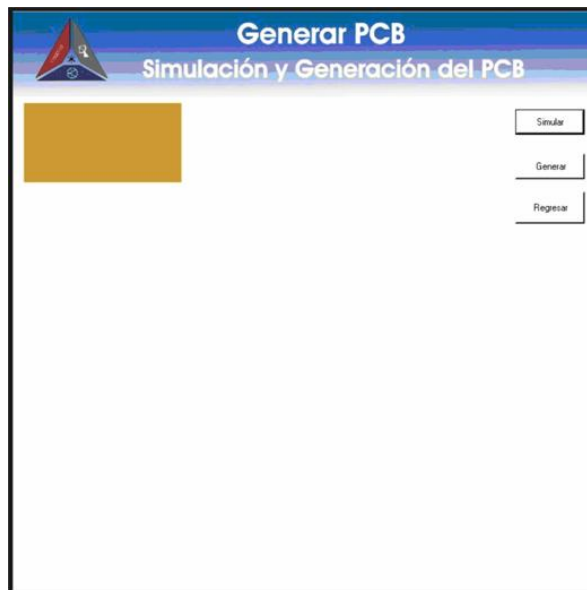 Generar PCB
Simulación y Generación del PCB
Simular
Generar
Regresar